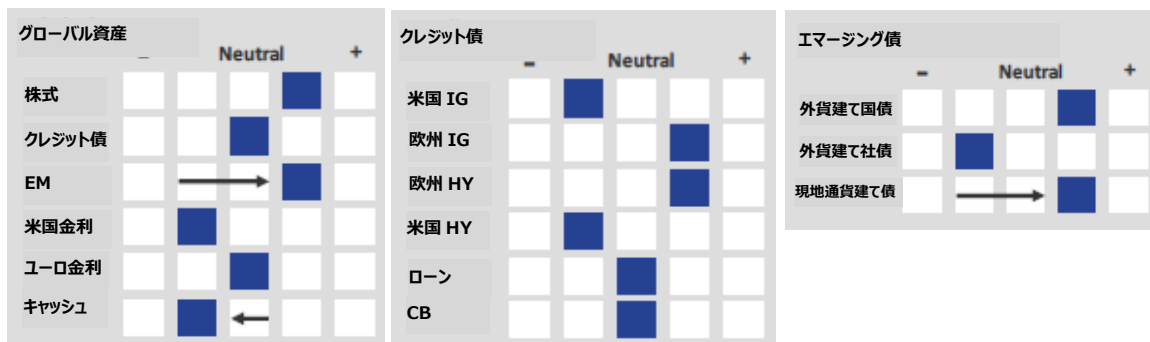 グローバル資産
－ Neutral +
株式
クレジット債
EM
米国金利
ユーロ金利
キャッシュ
クレジット債
－ Neutral +
米国 IG
欧州 IG
欧州 HY
米国 HY
ローン
CB
エマージング債
－ Neutral +
外貨建て国債
外貨建て社債
現地通貨建て債